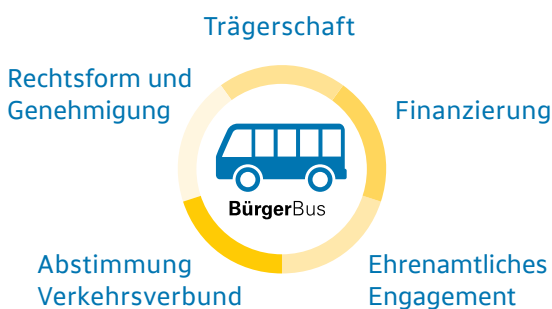 Trägerschaft
Rechtsform und
Genehmigung
Finanzierung
BürgerBus
Abstimmung
Verkehrsverbund
Ehrenamtliches
Engagement